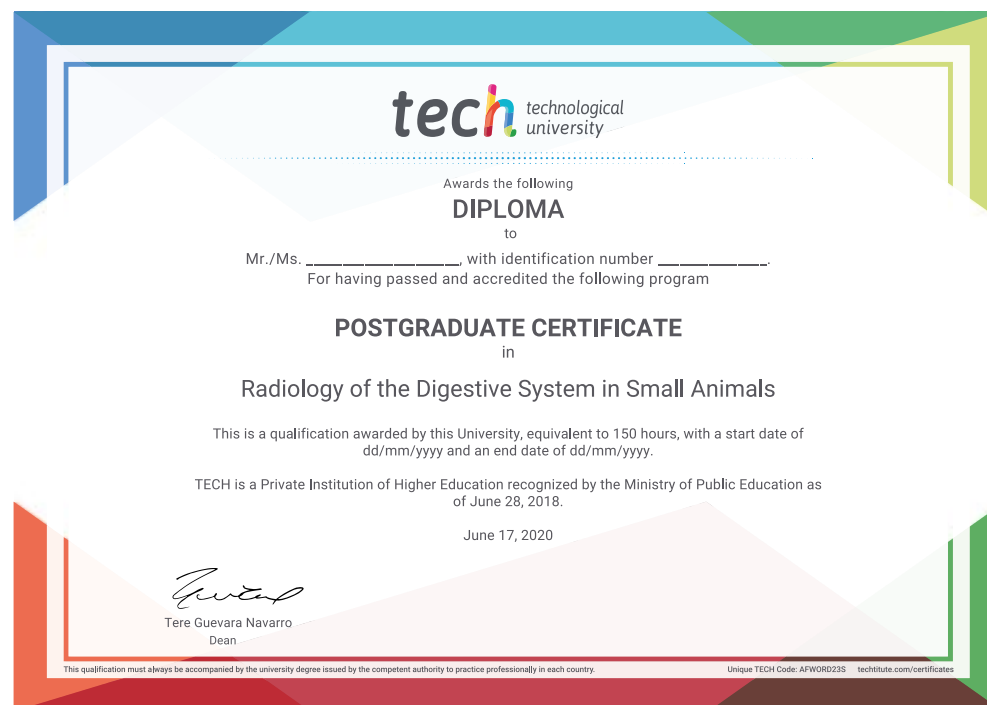 tech technological
university
Awards the following
DIPLOMA
to
Mr./Ms. ____________________, with identification number ______________.
For having passed and accredited the following program
POSTGRADUATE CERTIFICATE
in
Radiology of the Digestive System in Small Animals
This is a qualification awarded by this University, equivalent to 150 hours, with a start date of
dd/mm/yyyy and an end date of dd/mm/yyyy.
TECH is a Private Institution of Higher Education recognized by the Ministry of Public Education as
of June 28, 2018.
June 17, 2020
Tere Guevara Navarro
Dean
This qualification must always be accompanied by the university degree issued by the competent authority to practice professionally in each country. Unique TECH Code: AFWORD23S techtitute.com/certificates